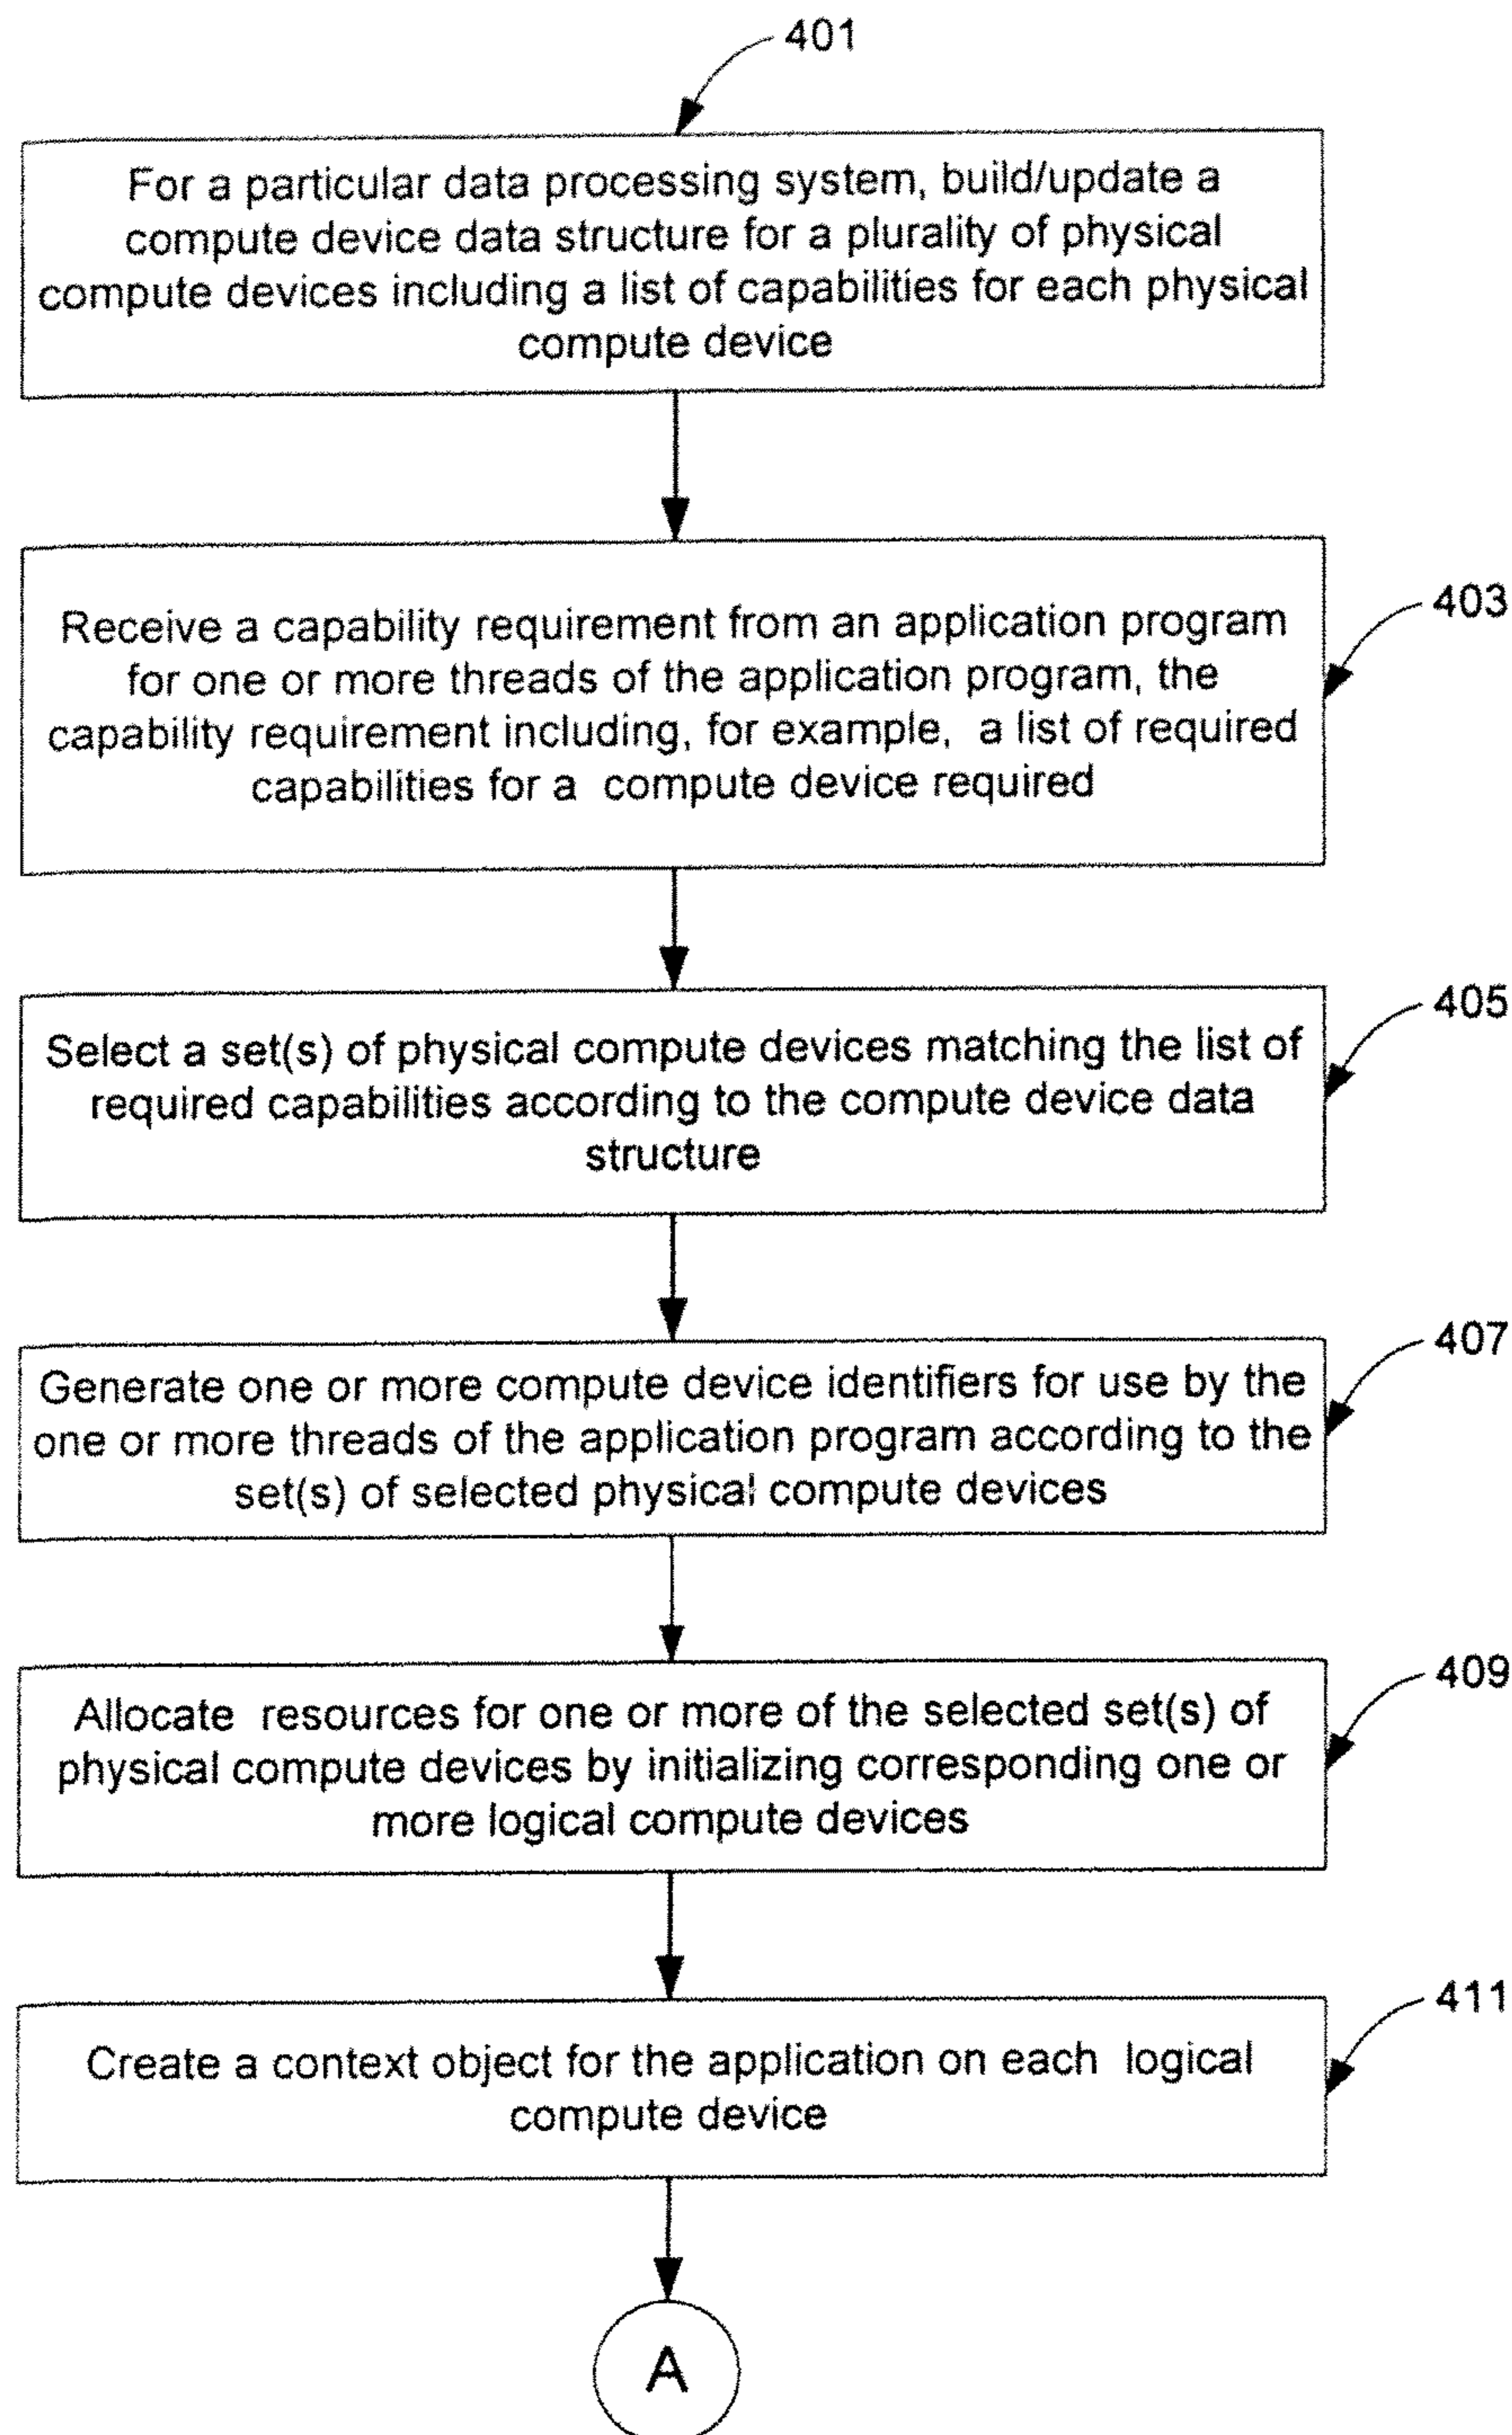 401
For a particular data processing system, build/update a
compute device data structure for a plurality of physical
compute devices including a list of capabilities for each physical
compute device
Receive a capability requirement from an application program
for one or more threads of the application program, the
capability requirement including, for example, a list of required
capabilities for a compute device required
403
Select a set(s) of physical compute devices matching the list of
required capabilities according to the compute device data
structure
405
Generate one or more compute device identifiers for use by the
one or more threads of the application program according to the
set(s) of selected physical compute devices
407
Allocate resources for one or more of the selected set(s) of
physical compute devices by initializing corresponding one or
more logical compute devices
409
Create a context object for the application on each logical
compute device
411
A